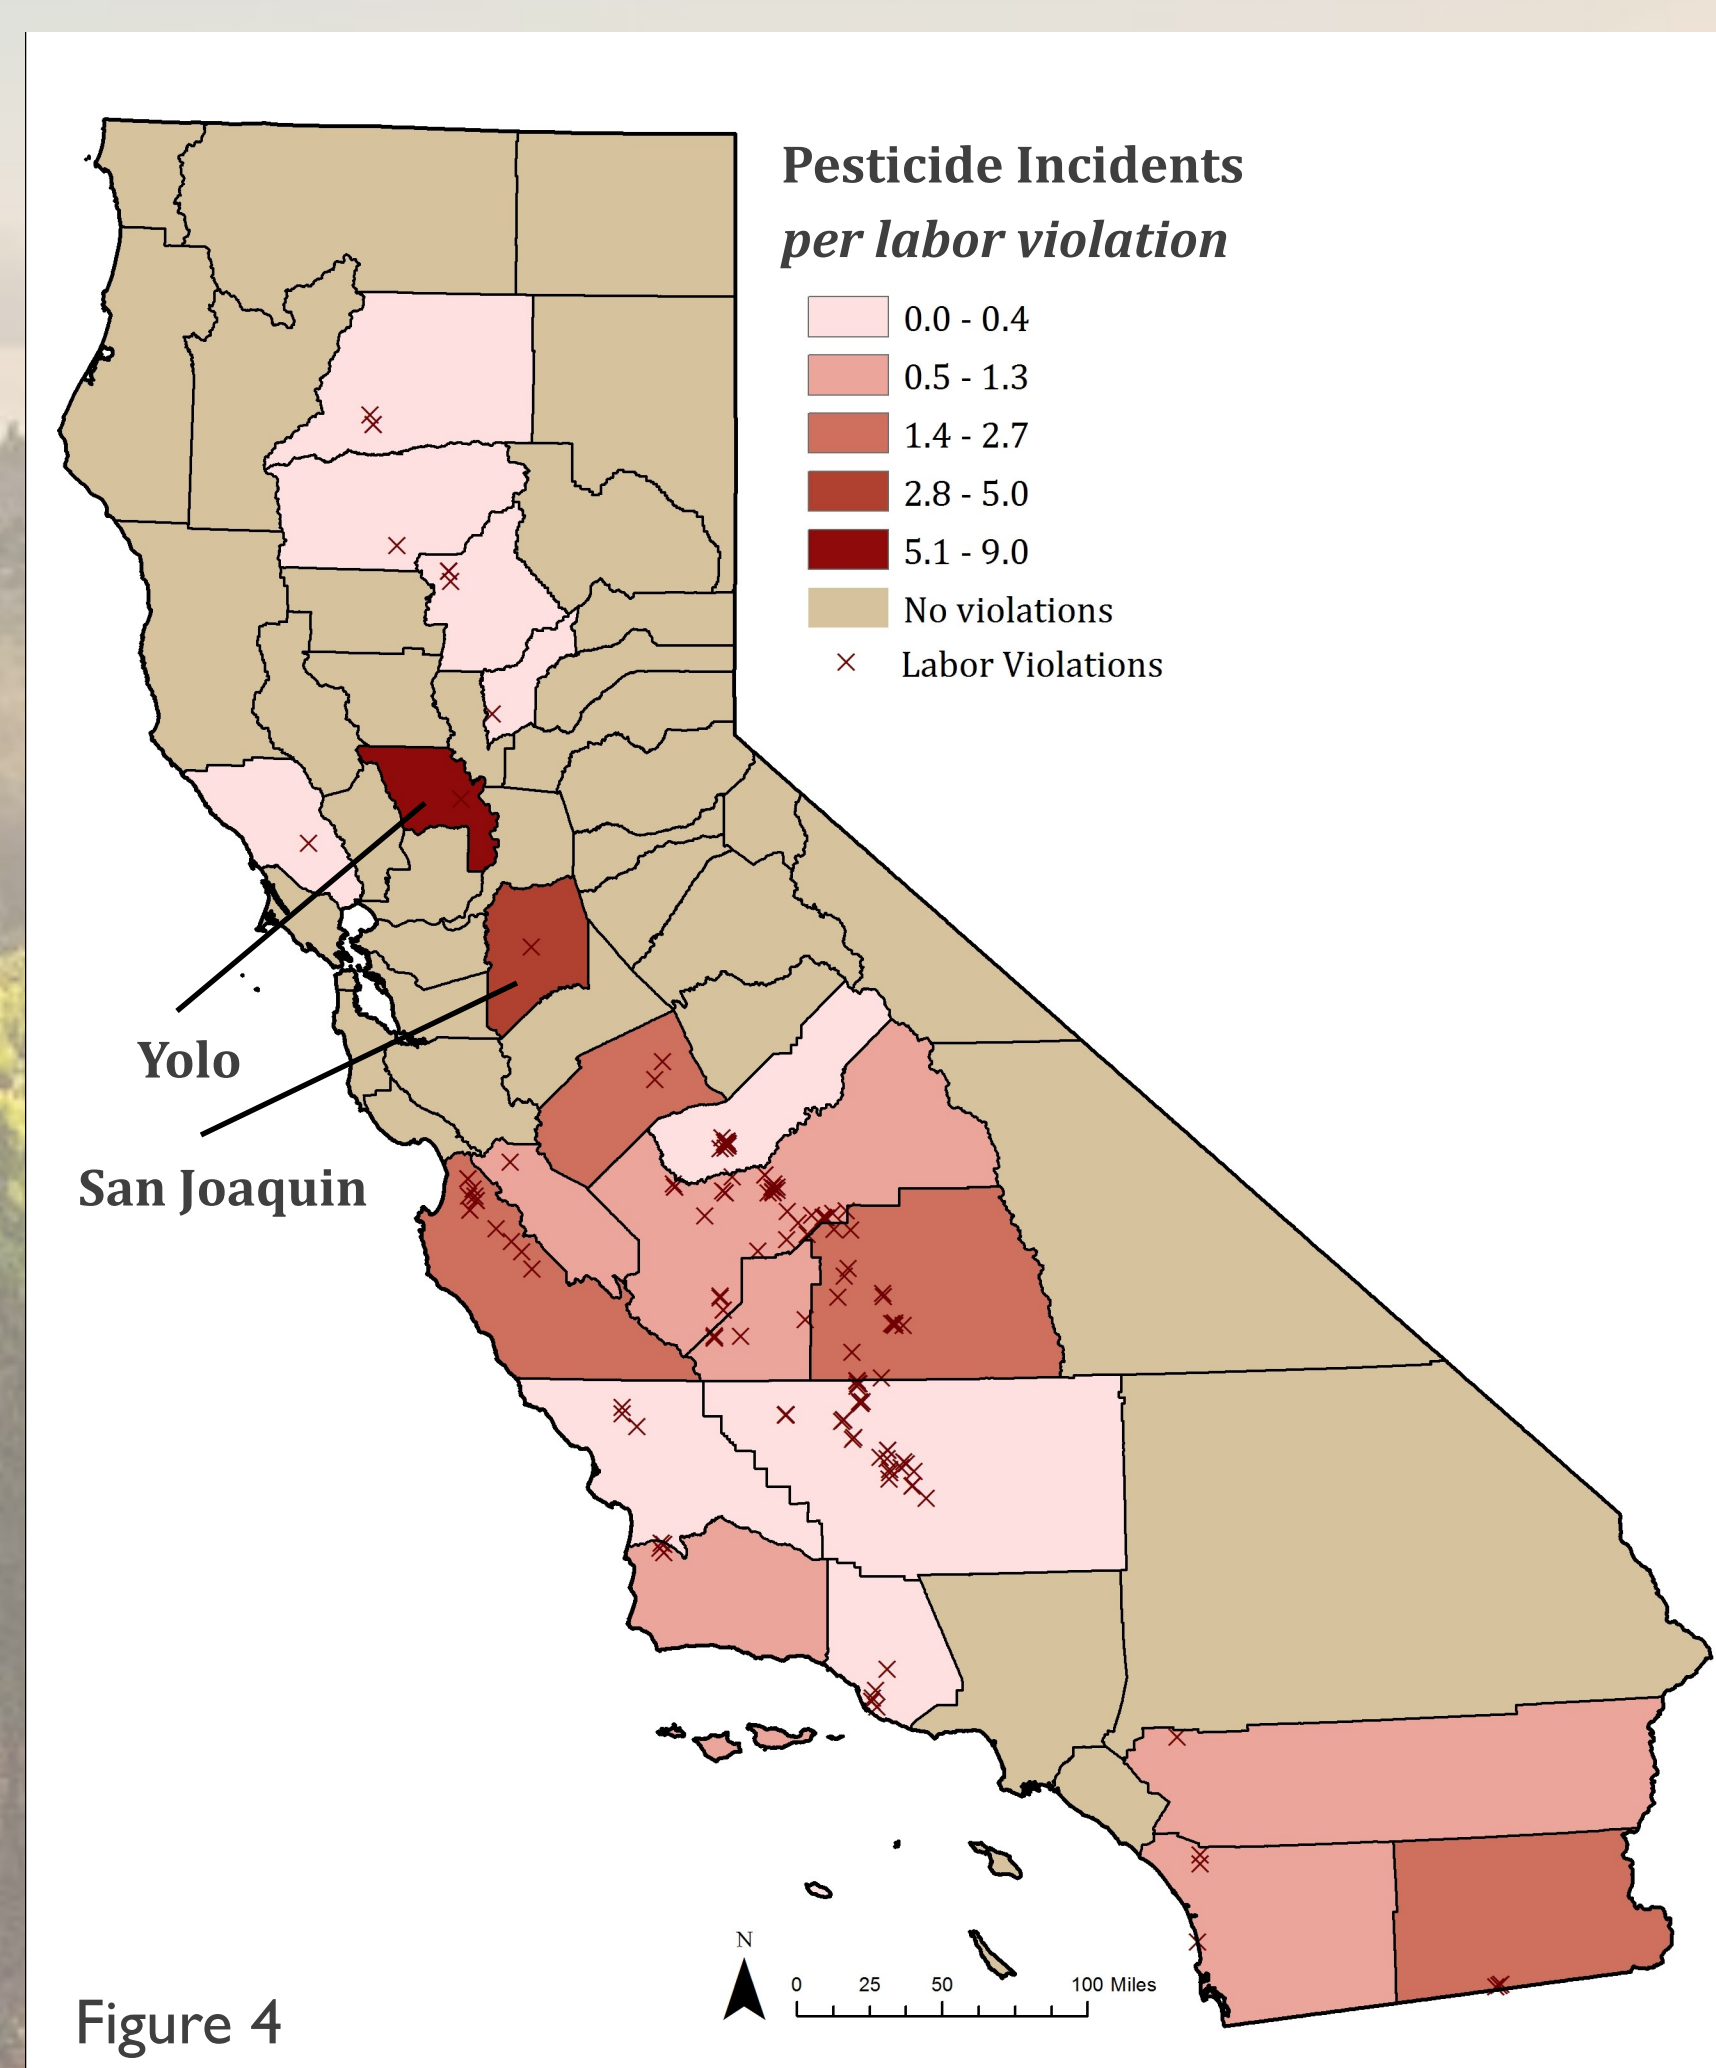 Pesticide Incidents
per labor violation
0.0 - 0.4
0.5 - 1.3
1.4 - 2.7
2.8 - 5.0
5.1 - 9.0
No violations
Labor Violations
Yolo
San Joaquin
N
0 25 50 100 Miles
Figure 4